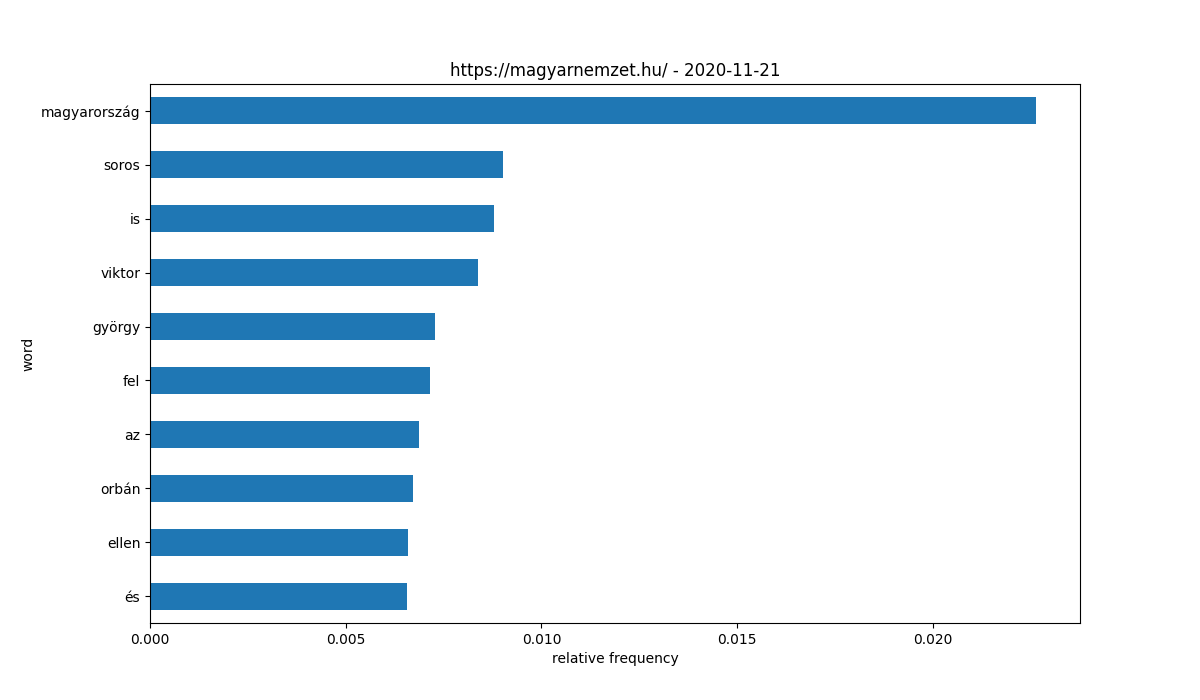 https://magyarnemzet.hu/ - 2020-11-21
magyarország
soros
is
viktor
györgy
fel
az
orbán
ellen
és
word
0.000 0.005 0.010 0.015 0.020
relative frequency